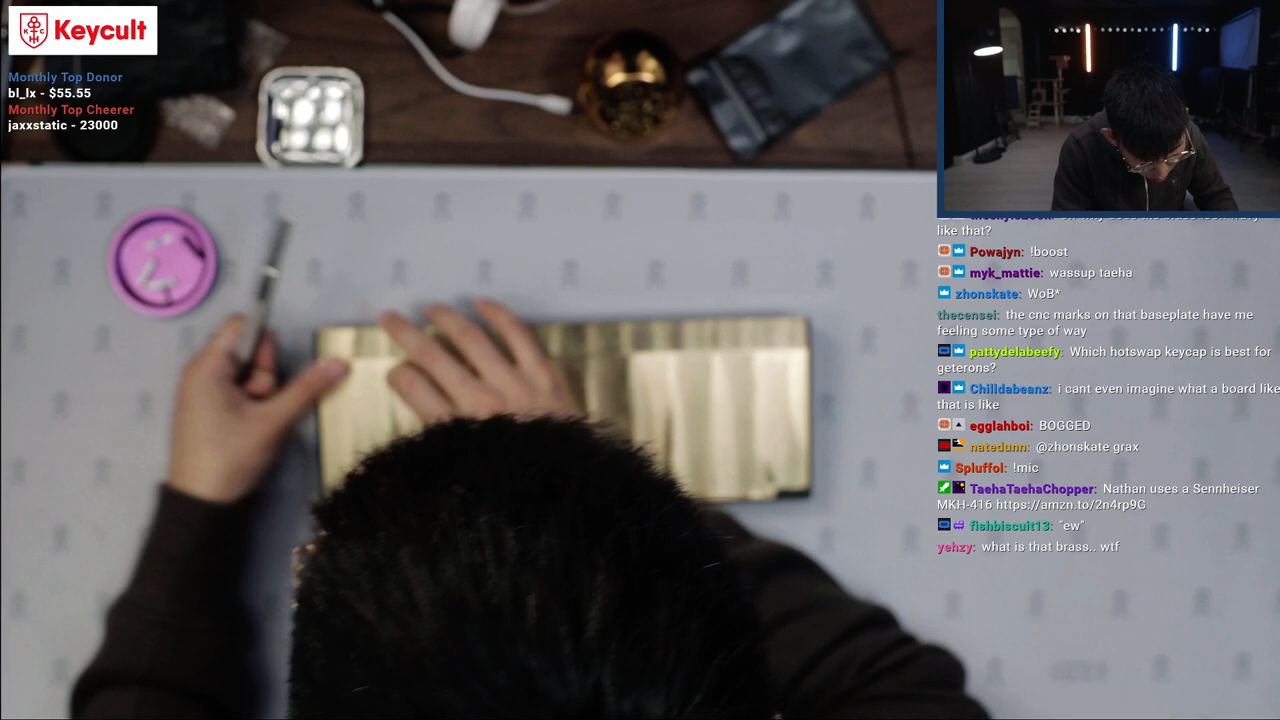 Keycult
Monthly Top Donor
bl_lx - $55.55
Monthly Top Cheerer
jaxxstatic - 23000
like that?
Powajyn: !boost
myk_mattie: wassup taeha
zhonskate: WoB*
thecensei: the cnc marks on that baseplate have me
feeling some type of way
pattydelabeefy: Which hotswap keycap is best for
geterons?
Chilldabeanz: i cant even imagine what a board like
that is like
egglahboi: BOGGED
natedunn: @zhonskate grax
Spluffol: !mic
TaehaTaehaChopper: Nathan uses a Sennheiser
MKH-416 https://amzn.to/2n4rp9G
fishbiscuit13: "ew"
yehzy: what is that brass.. wtf